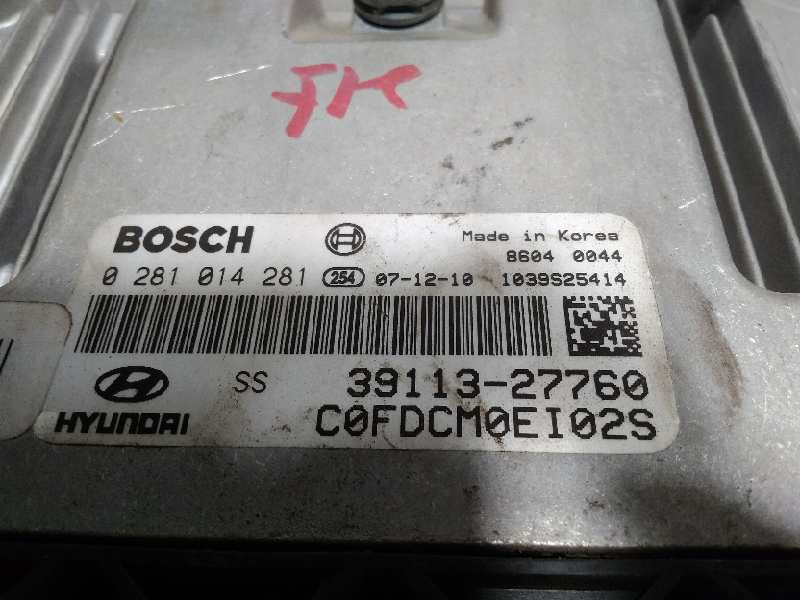 BOSCH Made in Korea
8604 0044
0 281 014 281 254 07-12-10 1039S25414
SS 39113-27760
HYUNDAI C0FDCM0EI02S